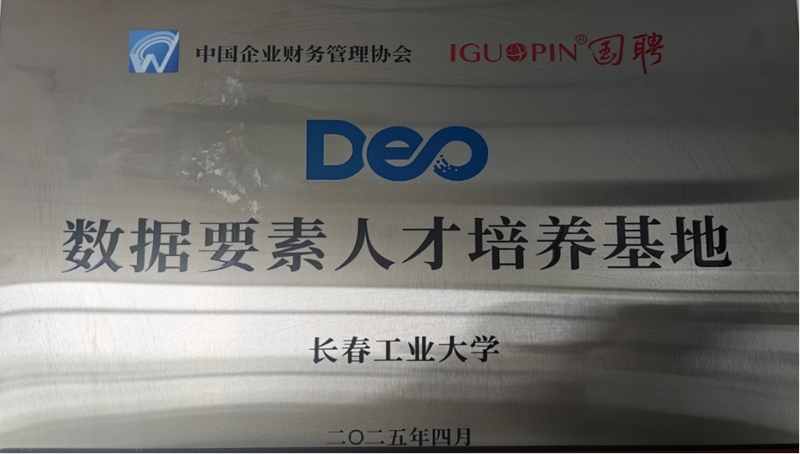 中国企业财务管理协会 IGUOPIN® 国聘
Deo
数据要素人才培养基地
长春工业大学
二〇二五年四月